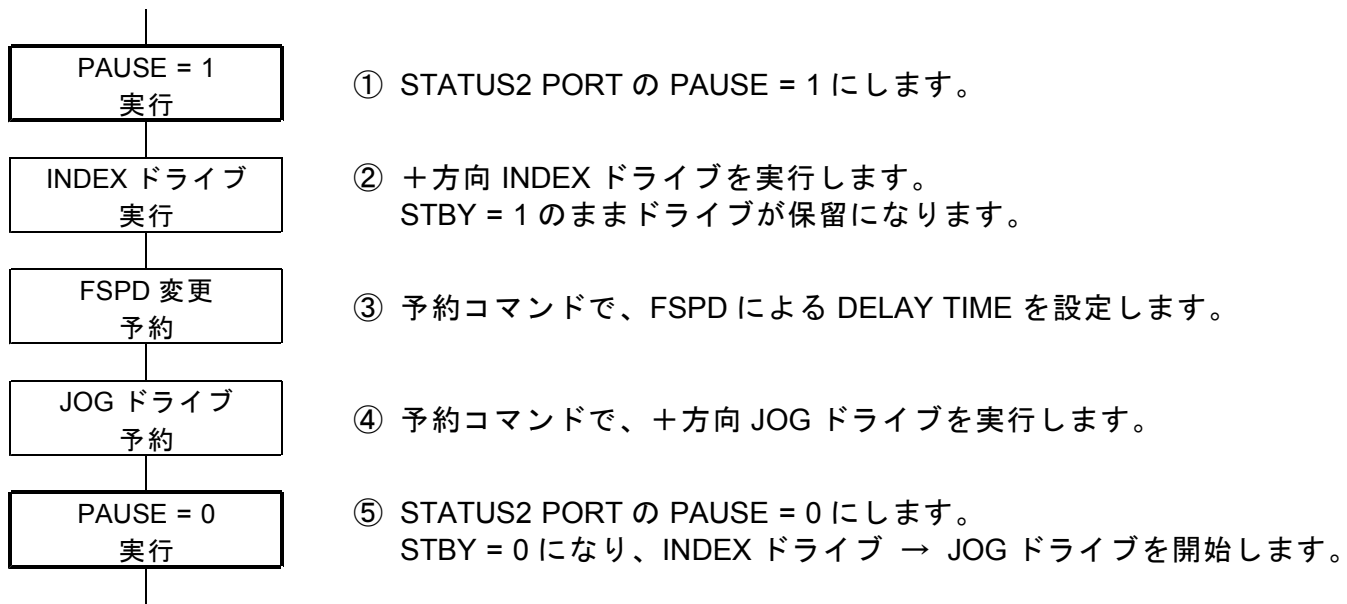 PAUSE = 1
実行
① STATUS2 PORT の PAUSE = 1 にします。
INDEX ドライブ
実行
② +方向 INDEX ドライブを実行します。
STBY = 1 のままドライブが保留になります。
FSPD 変更
予約
③ 予約コマンドで、FSPD による DELAY TIME を設定します。
JOG ドライブ
予約
④ 予約コマンドで、+方向 JOG ドライブを実行します。
PAUSE = 0
実行
⑤ STATUS2 PORT の PAUSE = 0 にします。
STBY = 0 になり、INDEX ドライブ → JOG ドライブを開始します。